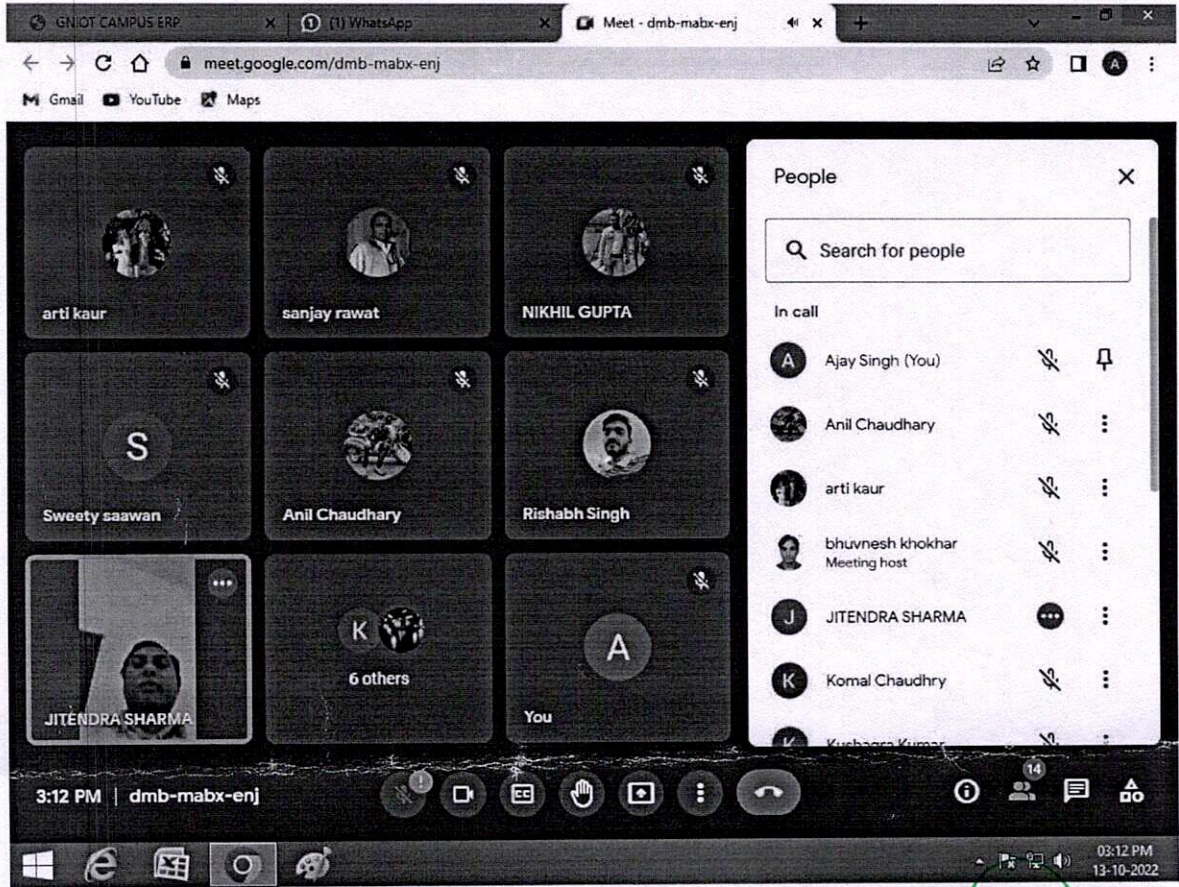 GNIOT CAMPUS ERP
(1) WhatsApp
Meet - dmb-mabx-enj
meet.google.com/dmb-mabx-enj
A
Gmail
YouTube
Maps
arti kaur
sanjay rawat
NIKHIL GUPTA
S
Sweety saawan
Anil Chaudhary
Rishabh Singh
JITENDRA SHARMA
K
6 others
A
You
People
Search for people
In call
A Ajay Singh (You)
Anil Chaudhary
arti kaur
bhuvnesh khokhar
Meeting host
J JITENDRA SHARMA
K Komal Chaudhry
K Kushagra Kumar
3:12 PM | dmb-mabx-enj
CC
14
03:12 PM
13-10-2022